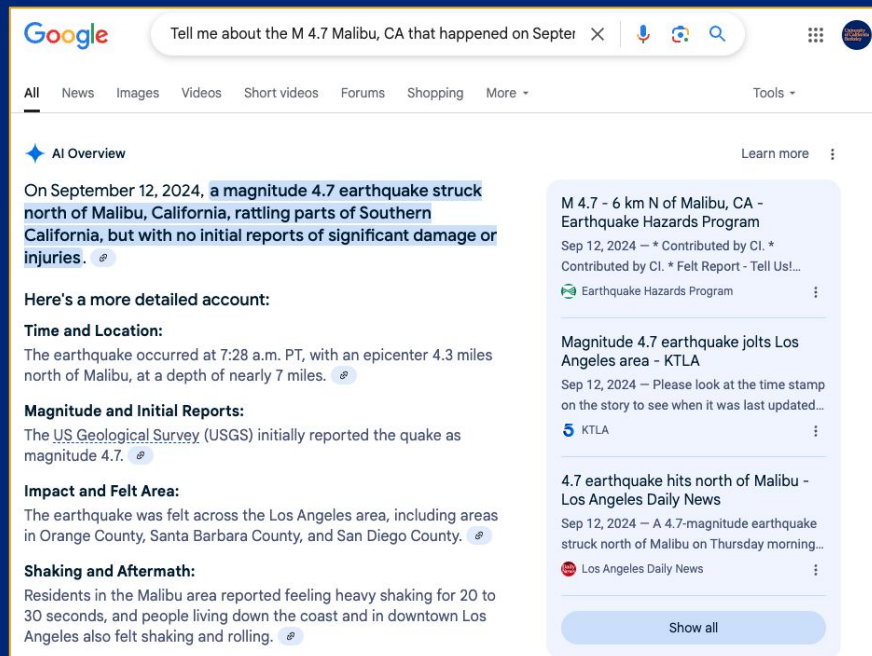 Google
Tell me about the M 4.7 Malibu, CA that happened on Septer
All News Images Videos Short videos Forums Shopping More Tools
AI Overview
Learn more
On September 12, 2024, a magnitude 4.7 earthquake struck
north of Malibu, California, rattling parts of Southern
California, but with no initial reports of significant damage or
injuries.
Here's a more detailed account:
Time and Location:
The earthquake occurred at 7:28 a.m. PT, with an epicenter 4.3 miles
north of Malibu, at a depth of nearly 7 miles.
Magnitude and Initial Reports:
The US Geological Survey (USGS) initially reported the quake as
magnitude 4.7.
Impact and Felt Area:
The earthquake was felt across the Los Angeles area, including areas
in Orange County, Santa Barbara County, and San Diego County.
Shaking and Aftermath:
Residents in the Malibu area reported feeling heavy shaking for 20 to
30 seconds, and people living down the coast and in downtown Los
Angeles also felt shaking and rolling.
M 4.7 - 6 km N of Malibu, CA -
Earthquake Hazards Program
Sep 12, 2024 — * Contributed by CI. *
Contributed by CI. * Felt Report - Tell Us!...
Earthquake Hazards Program
Magnitude 4.7 earthquake jolts Los
Angeles area - KTLA
Sep 12, 2024 — Please look at the time stamp
on the story to see when it was last updated...
5 KTLA
4.7 earthquake hits north of Malibu -
Los Angeles Daily News
Sep 12, 2024 — A 4.7-magnitude earthquake
struck north of Malibu on Thursday morning...
Los Angeles Daily News
Show all